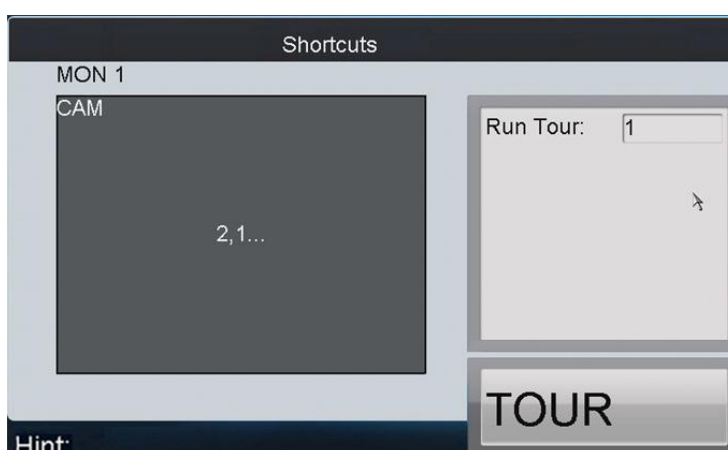 Shortcuts
MON 1
CAM
2,1...
Run Tour: 1
TOUR
Hint: